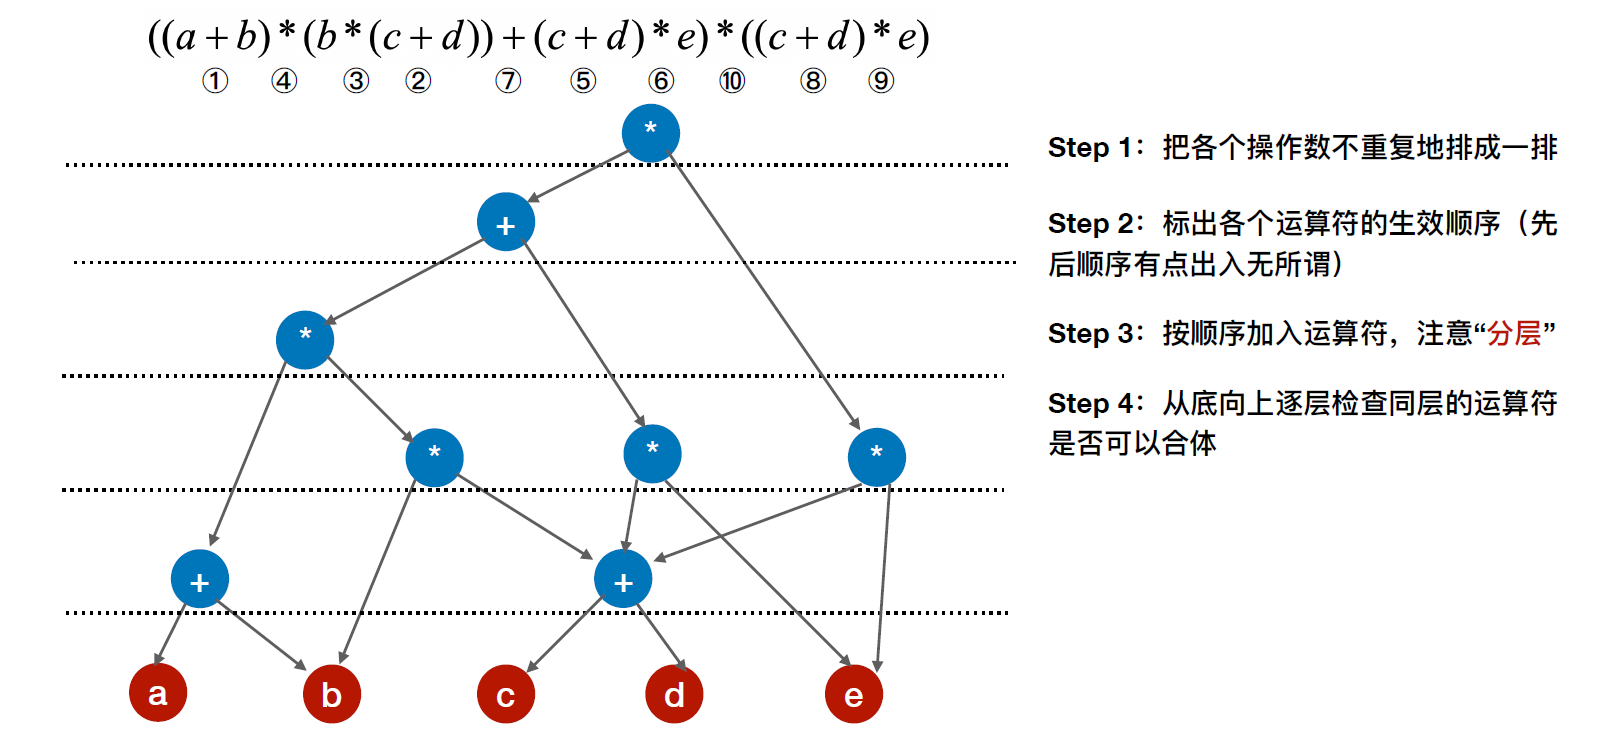 ((a+b)*(b*(c+d))+(c+d)*e)*((c+d)*e)
① ④ ③ ② ⑦ ⑤ ⑥ ⑩ ⑧ ⑨
*
+
*
* * *
+ +
a b c d e
Step 1：把各个操作数不重复地排成一排
Step 2：标出各个运算符的生效顺序（先
后顺序有点出入无所谓）
Step 3：按顺序加入运算符，注意“分层”
Step 4：从底向上逐层检查同层的运算符
是否可以合体